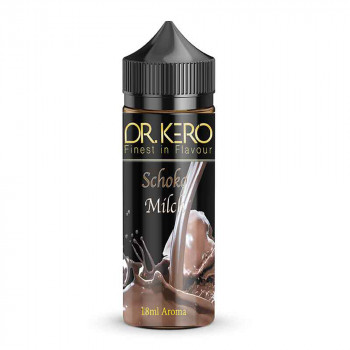 DR.KERO
Finest in Flavour
Schoko
Milch
18ml Aroma